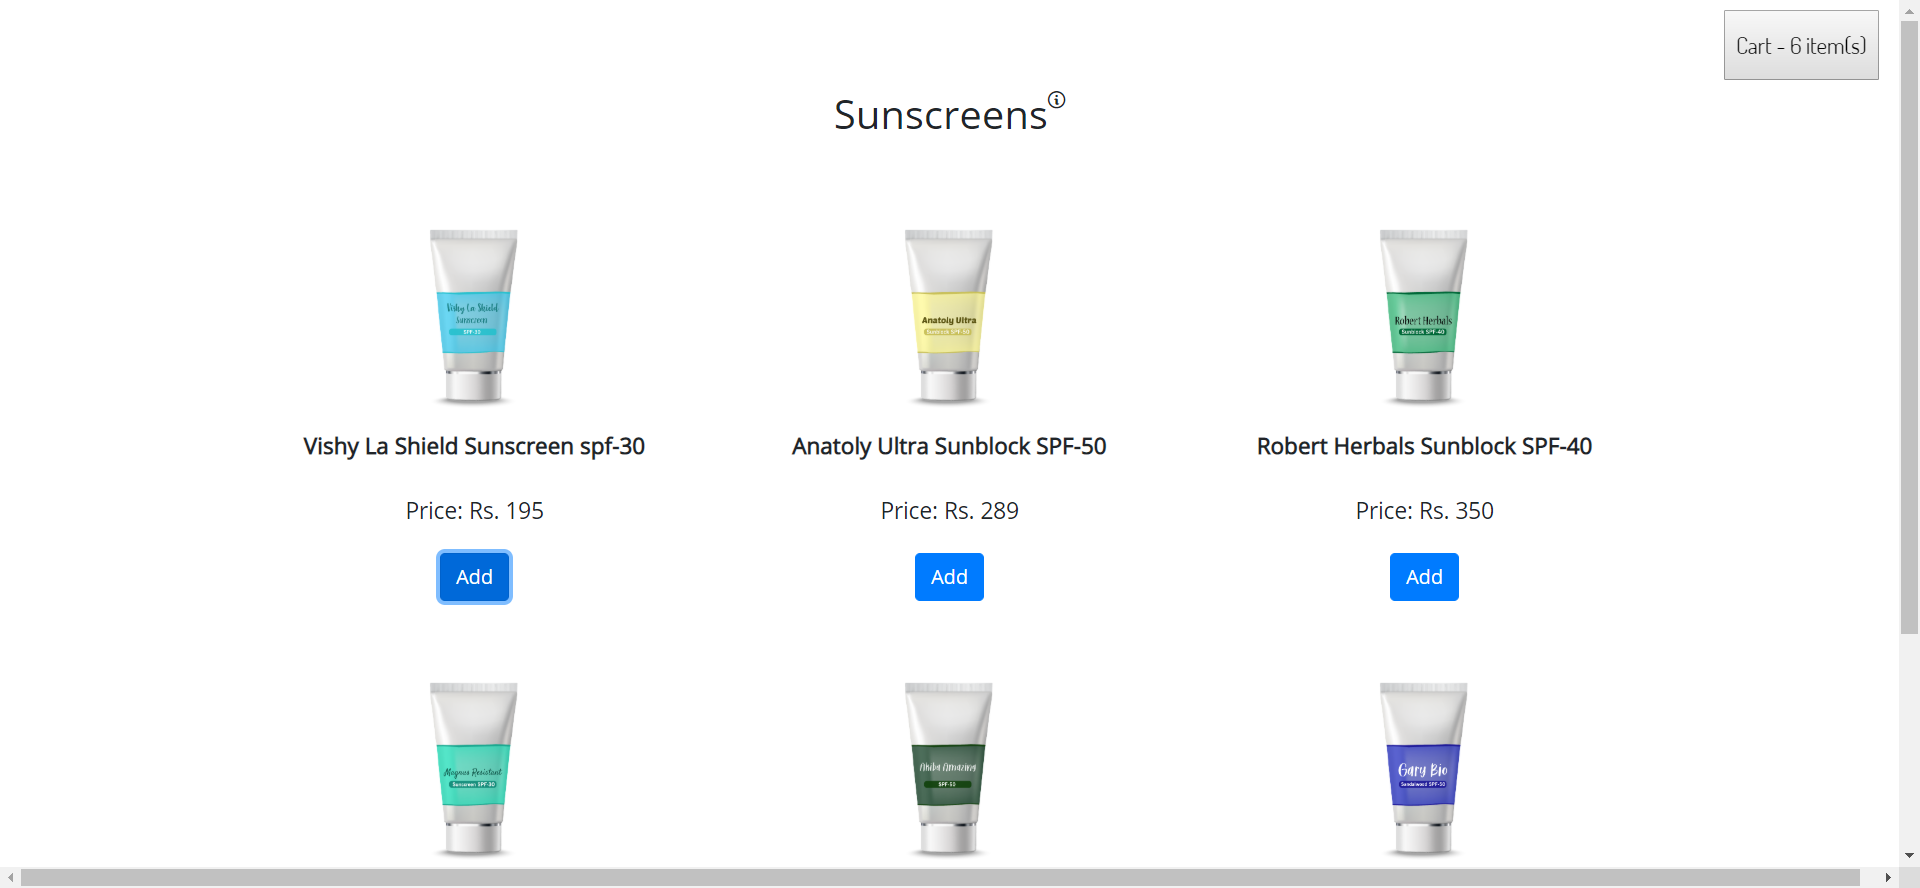 Cart - 6 item(s)
Sunscreens
Vishy La Shield
Sunscreen
SPF-30
Anatoly Ultra
Sunblock SPF-50
Robert Herbals
Sunblock SPF-40
Vishy La Shield Sunscreen spf-30
Anatoly Ultra Sunblock SPF-50
Robert Herbals Sunblock SPF-40
Price: Rs. 195
Price: Rs. 289
Price: Rs. 350
Add
Add
Add
Magnus Resistant
Sunscreen SPF-30
Ahila Amazing
SPF-50
Gary Bio
Sandalwood SPF-50